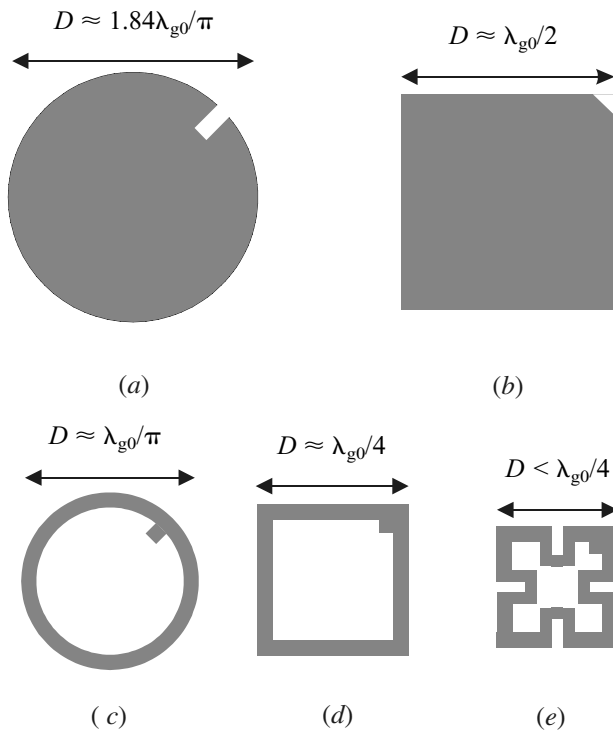 D ≈ 1.84λg0/π
D ≈ λg0/2
(a)
(b)
D ≈ λg0/π
D ≈ λg0/4
D < λg0/4
( c)
(d)
(e)